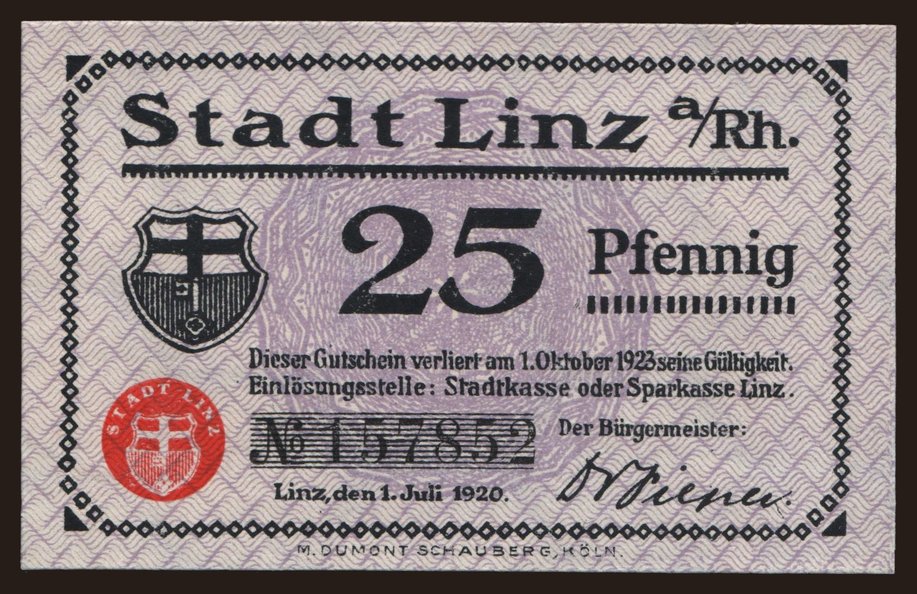 Stadt Linz a/Rh.
25 Pfennig
Dieser Gutschein verliert am 1. Oktober 1923 seine Gültigkeit.
Einlösungsstelle: Stadtkasse oder Sparkasse Linz.
STADT LINZ
№ 157852
Der Bürgermeister:
Linz, den 1. Juli 1920.
M. DUMONT SCHAUBERG, KÖLN.